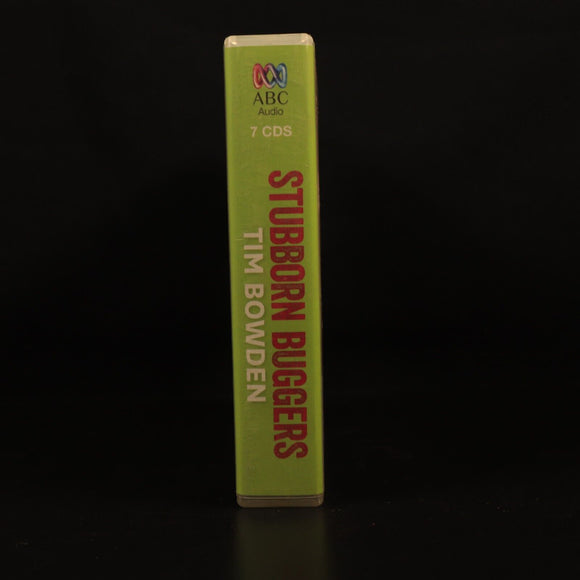 ABC
Audio
7 CDS
STUBBORN BUGGERS
TIM BOWDEN